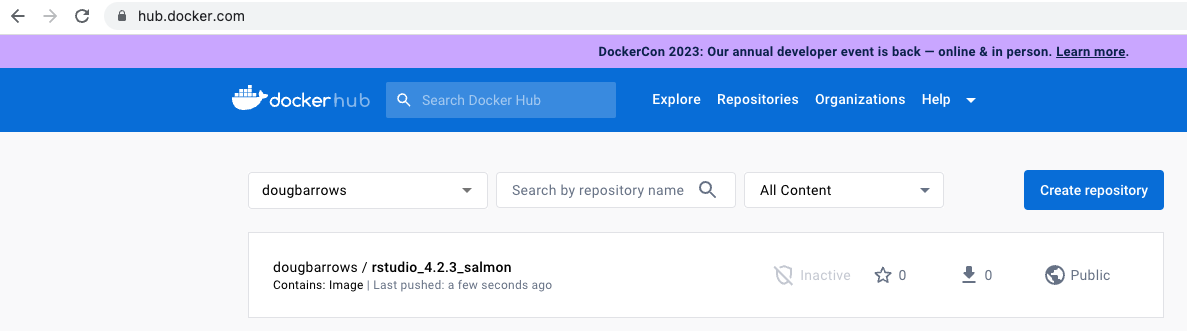 hub.docker.com
DockerCon 2023: Our annual developer event is back — online & in person. Learn more.
dockerhub Search Docker Hub Explore Repositories Organizations Help
dougbarrows Search by repository name All Content Create repository
dougbarrows / rstudio_4.2.3_salmon
Inactive 0 0 Public
Contains: Image | Last pushed: a few seconds ago